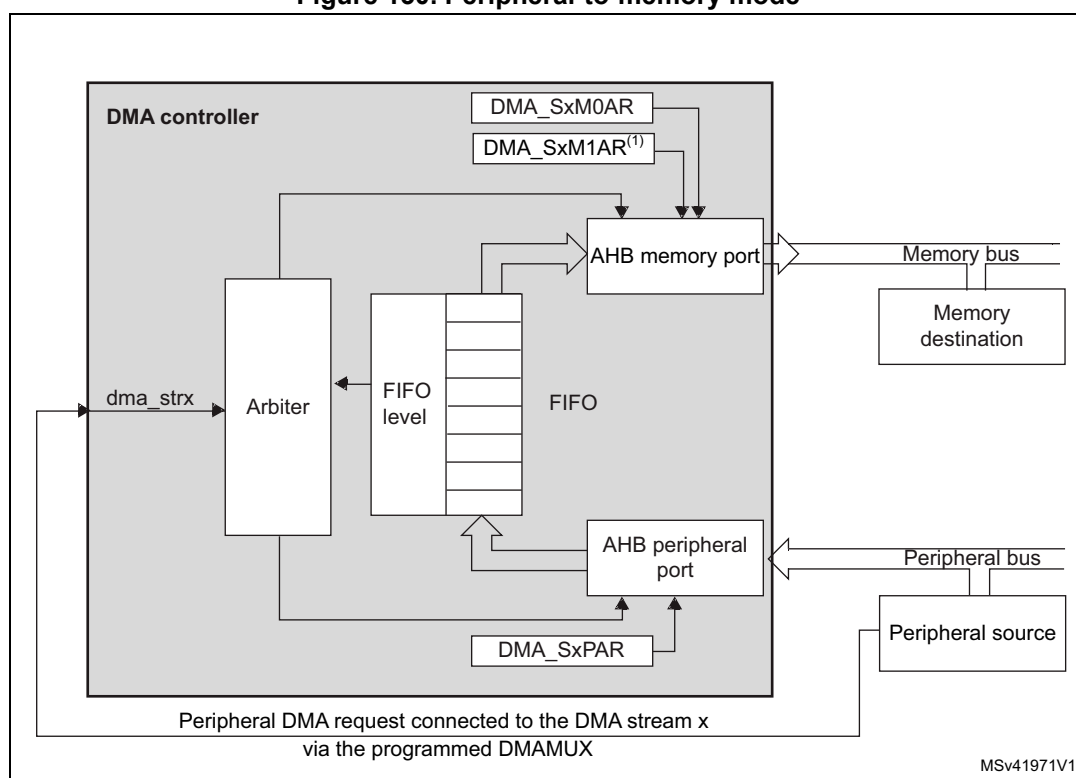 DMA controller
DMA_SxM0AR
DMA_SxM1AR(1)
AHB memory port
Memory bus
Memory
destination
dma_strx
Arbiter
FIFO
level
FIFO
AHB peripheral
port
Peripheral bus
Peripheral source
DMA_SxPAR
Peripheral DMA request connected to the DMA stream x
via the programmed DMAMUX
MSv41971V1